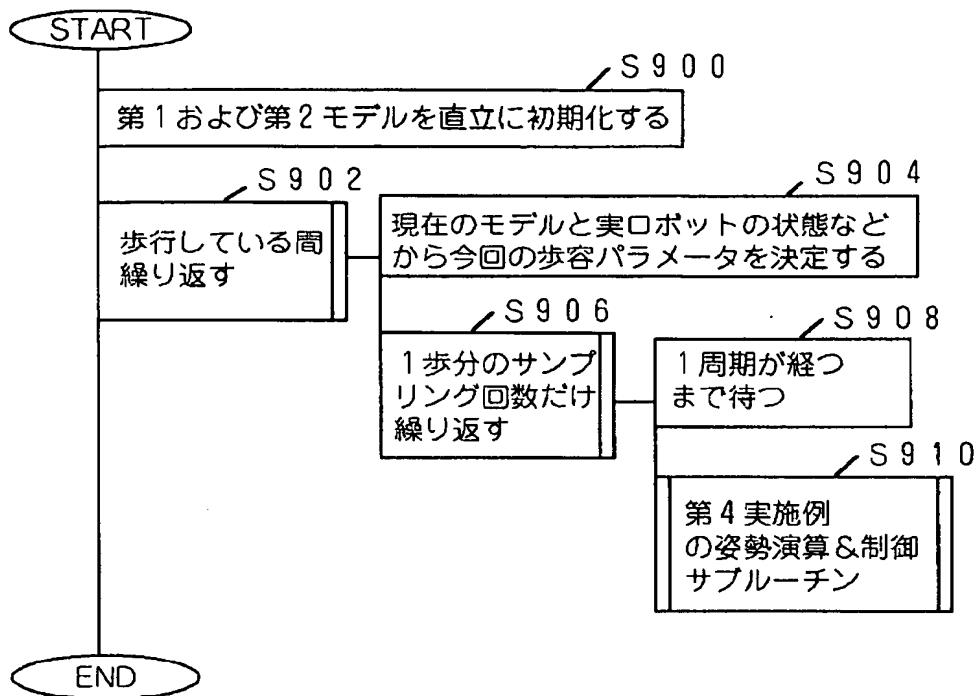 START
S900
第1および第2モデルを直立に初期化する
S902
歩行している間
繰り返す
S904
現在のモデルと実ロボットの状態など
から今回の歩容パラメータを決定する
S906
1歩分のサンプ
リング回数だけ
繰り返す
S908
1周期が経つ
まで待つ
S910
第4実施例
の姿勢演算&制御
サブルーチン
END